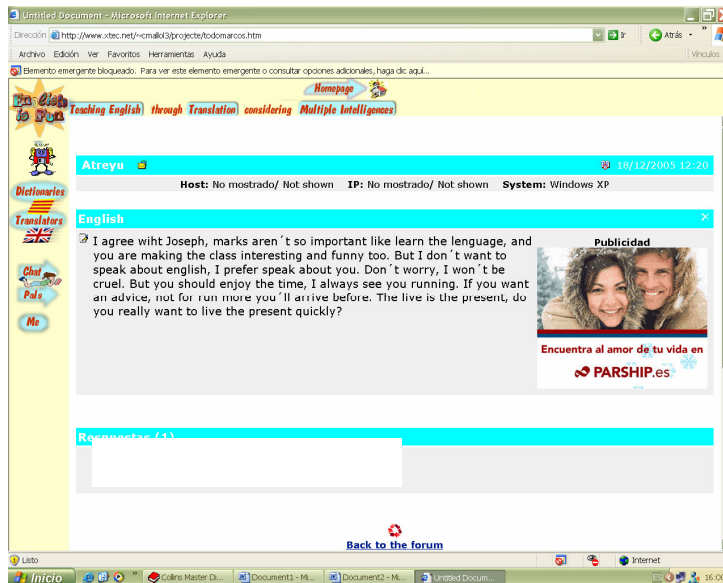 Untitled Document - Microsoft Internet Explorer
Dirección http://www.xtec.net/~cmallol3/projecte/todomarcos.htm Ir Atrás
Archivo Edición Ver Favoritos Herramientas Ayuda Vínculos
Elemento emergente bloqueado. Para ver este elemento emergente o consultar opciones adicionales, haga clic aquí...
Homepage
English is Fun
Teaching English through Translation considering Multiple Intelligences
Atreyu 18/12/2005 12:20
Host: No mostrado/ Not shown IP: No mostrado/ Not shown System: Windows XP
Dictionaries
Translators
Chat Pals
Me
English
I agree wiht Joseph, marks aren´t so important like learn the lenguage, and
you are making the class interesting and funny too. But I don´t want to
speak about english, I prefer speak about you. Don´t worry, I won´t be
cruel. But you should enjoy the time, I always see you running. If you want
an advice, not for run more you´ll arrive before. The live is the present, do
you really want to live the present quickly?
Publicidad
Encuentra al amor de tu vida en
PARSHIP.es
Respuestas (1)
Back to the forum
Listo Internet
Inicio Collins Master Di... Document1 - Mi... Document2 - Mi... Untitled Docum... ES 16:00